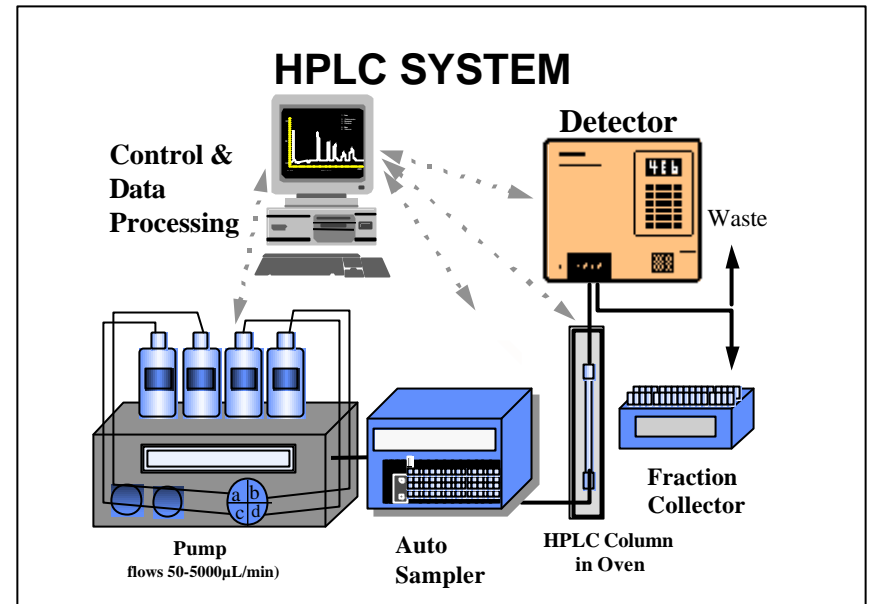 HPLC SYSTEM
Control &
Data
Processing
Detector
4E6
Waste
a b
c d
Pump
flows 50-5000µL/min)
Auto
Sampler
HPLC Column
in Oven
Fraction
Collector